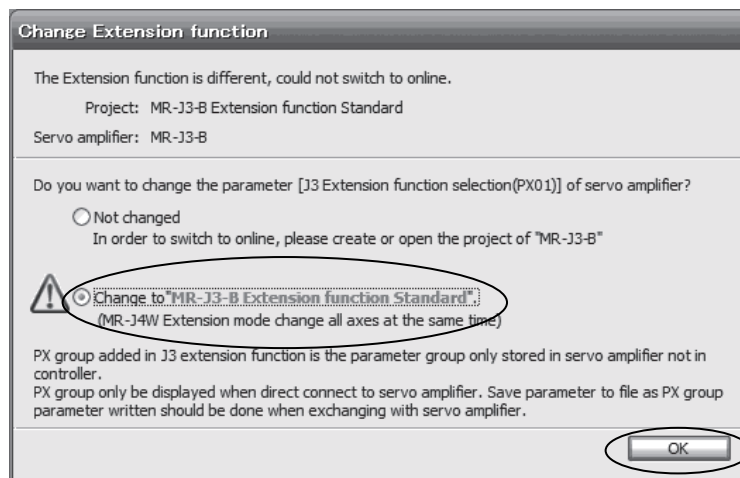 Change Extension function
The Extension function is different, could not switch to online.
Project: MR-J3-B Extension function Standard
Servo amplifier: MR-J3-B
Do you want to change the parameter [J3 Extension function selection(PX01)] of servo amplifier?
Not changed
In order to switch to online, please create or open the project of "MR-J3-B"
Change to"MR-J3-B Extension function Standard".
(MR-J4W Extension mode change all axes at the same time)
PX group added in J3 extension function is the parameter group only stored in servo amplifier not in
controller.
PX group only be displayed when direct connect to servo amplifier. Save parameter to file as PX group
parameter written should be done when exchanging with servo amplifier.
OK